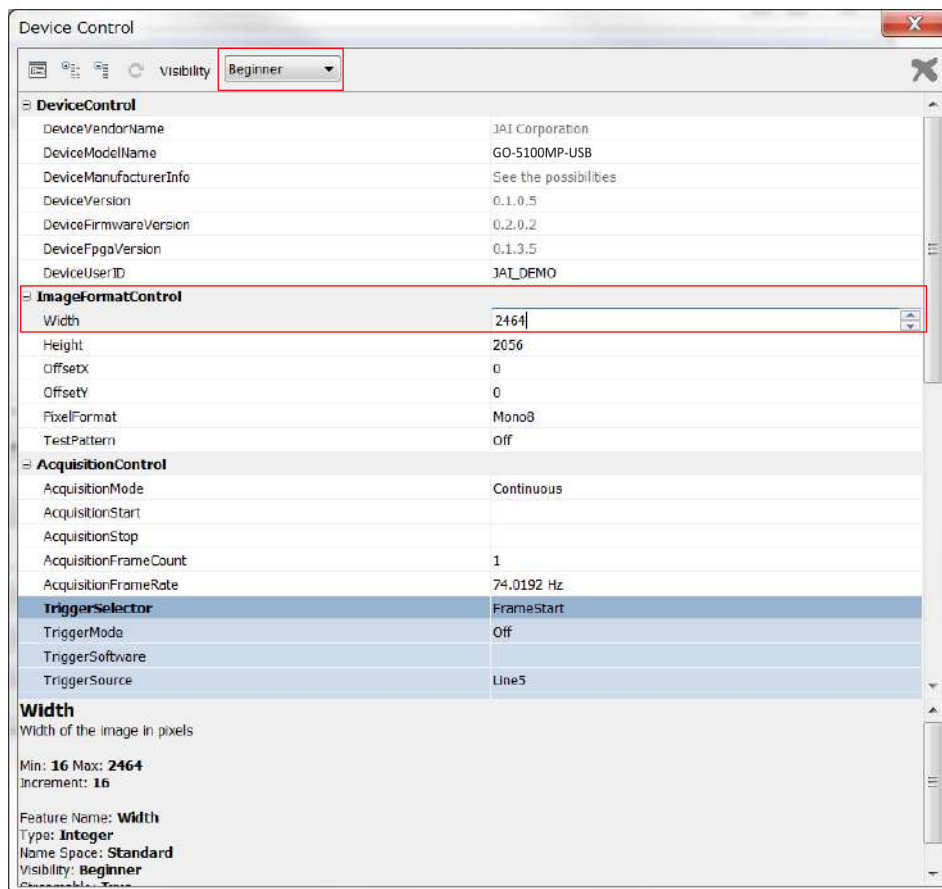 Device Control
Visibility Beginner
DeviceControl
DeviceVendorName JAI Corporation
DeviceModelName GO-5100MP-USB
DeviceManufacturerInfo See the possibilities
DeviceVersion 0.1.0.5
DeviceFirmwareVersion 0.2.0.2
DeviceFpgaVersion 0.1.3.5
DeviceUserID JAI_DEMO
ImageFormatControl
Width 2464
Height 2056
OffsetX 0
OffsetY 0
PixelFormat Mono8
TestPattern Off
AcquisitionControl
AcquisitionMode Continuous
AcquisitionStart
AcquisitionStop
AcquisitionFrameCount 1
AcquisitionFrameRate 74.0192 Hz
TriggerSelector FrameStart
TriggerMode Off
TriggerSoftware
TriggerSource Line5
Width
Width of the image in pixels
Min: 16 Max: 2464
Increment: 16
Feature Name: Width
Type: Integer
Name Space: Standard
Visibility: Beginner
Streamable: True